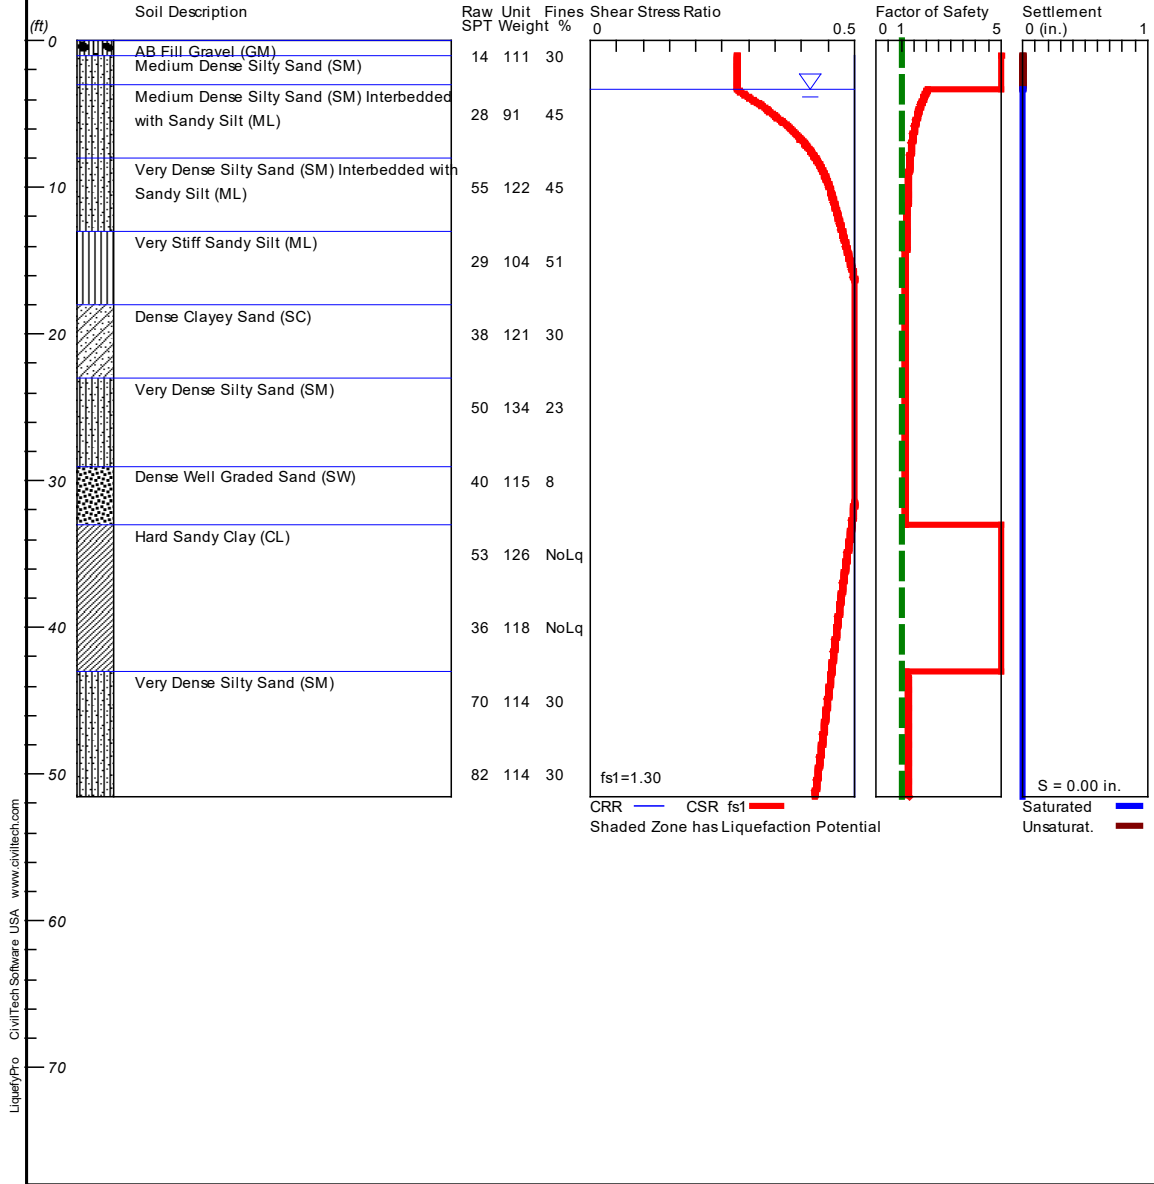 Soil Description
Raw Unit Fines Shear Stress Ratio Factor of Safety Settlement
(ft) SPT Weight % 0 (in.) 1
0 0.5 0 1 5
0
AB Fill Gravel (GM) 14 111 30
Medium Dense Silty Sand (SM)
Medium Dense Silty Sand (SM) Interbedded
with Sandy Silt (ML) 28 91 45
Very Dense Silty Sand (SM) Interbedded with
10 Sandy Silt (ML) 55 122 45
Very Stiff Sandy Silt (ML)
29 104 51
Dense Clayey Sand (SC)
20 38 121 30
Very Dense Silty Sand (SM)
50 134 23
Dense Well Graded Sand (SW)
30 40 115 8
Hard Sandy Clay (CL)
53 126 NoLq
40 36 118 NoLq
Very Dense Silty Sand (SM)
70 114 30
50 82 114 30
fs1=1.30 S = 0.00 in.
CRR CSR fs1 Saturated
Shaded Zone has Liquefaction Potential Unsaturat.
60
70
LiquefyPro CivilTech Software USA www.civiltech.com